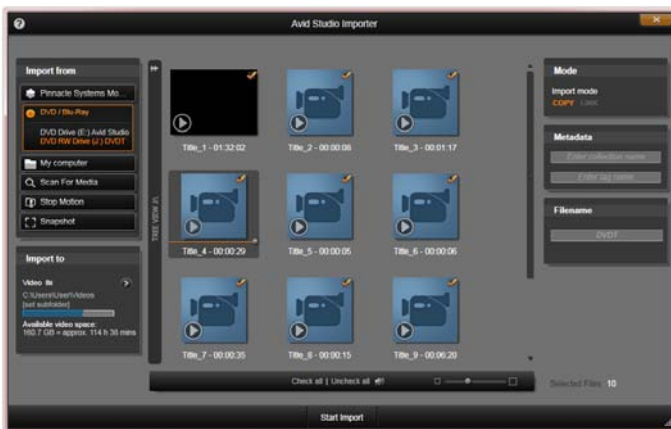 Avid Studio Importer
Import from
Pinnacle Systems Mo...
DVD / Blu-Ray
DVD Drive (E:) Avid Studio
DVD RW Drive (J:) DVDT
My computer
Scan For Media
Stop Motion
Snapshot
Import to
Video file
C:\Users\User\Videos
[set subfolder]
Available video space:
160.7 GB = approx. 114 h 36 mins
TREE VIEW
Title_1 - 01:32:02
Title_2 - 00:00:06
Title_3 - 00:01:17
Title_4 - 00:00:29
Title_5 - 00:00:05
Title_6 - 00:00:06
Title_7 - 00:00:35
Title_8 - 00:00:15
Title_9 - 00:06:20
Check all | Uncheck all
Mode
Import mode
COPY LINK
Metadata
Enter collection name
Enter tag name
Filename
DVDT
Selected Files: 10
Start Import